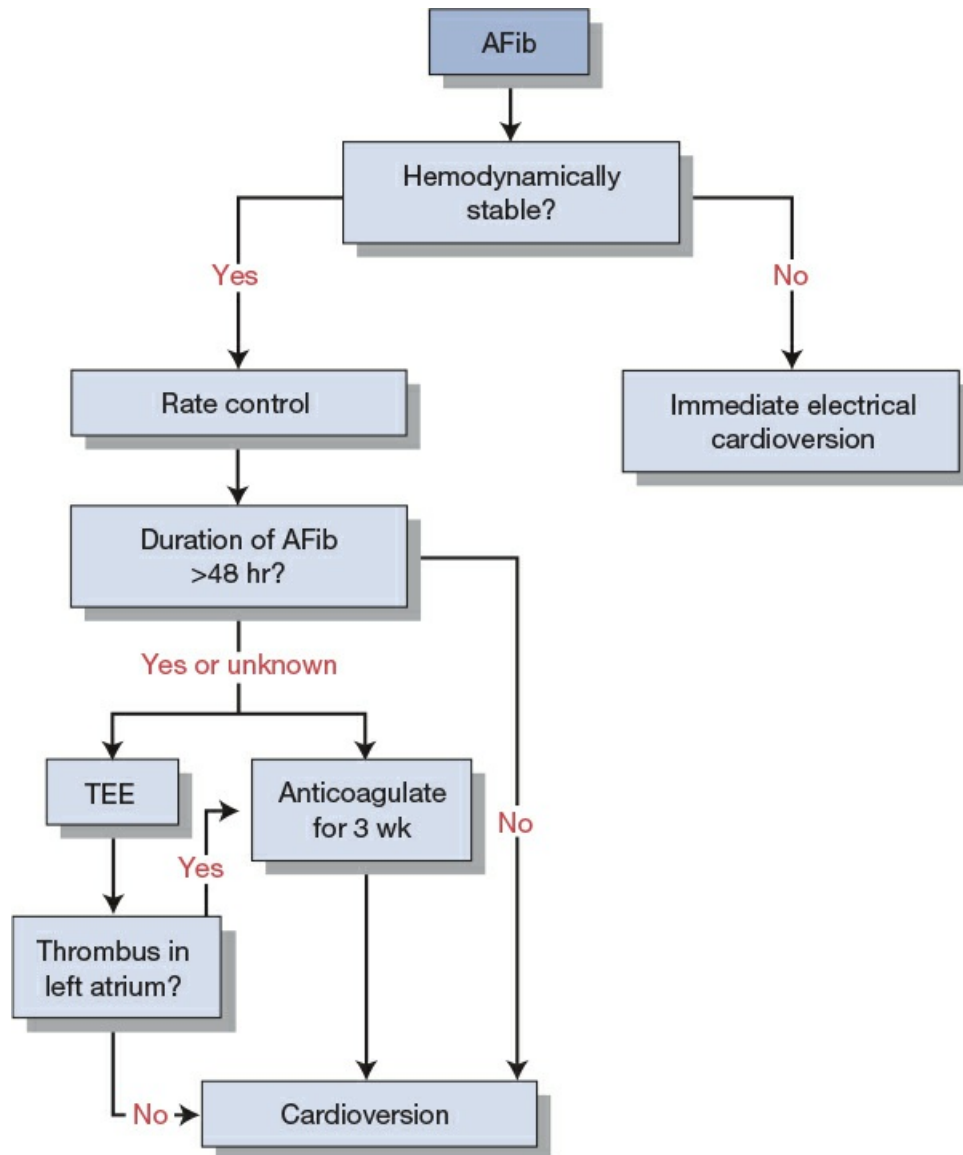 AFib
Hemodynamically
stable?
Yes
No
Rate control
Immediate electrical
cardioversion
Duration of AFib
>48 hr?
Yes or unknown
TEE
Anticoagulate
for 3 wk
No
Yes
Thrombus in
left atrium?
No
Cardioversion